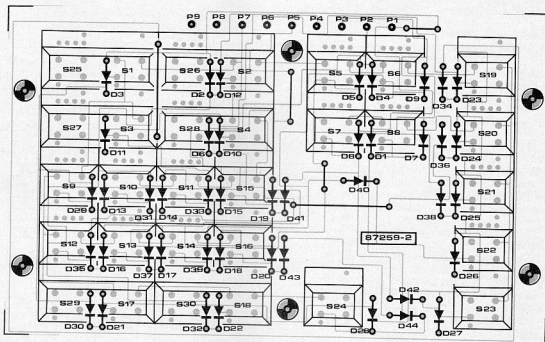 P9 P8 P7 P6 P5 P4 P3 P2 P1
S25 S1 S26 S2 S5 S6 S19
D3 D2 D12 D5 D4 D9 D34 D23
S27 S3 S28 S4 S7 S8 S20
D11 D6 D10 D8 D1 D7 D36 D24
S9 S10 S11 S15 D40 S21
D28 D13 D31 D14 D33 D15 D19 D41 D38 D25
87259-2
S12 S13 S14 S16 S22
D35 D16 D37 D17 D39 D18 D20 D43 D26
S29 S17 S30 S18 S24 D42 S23
D30 D21 D32 D22 D44 D27